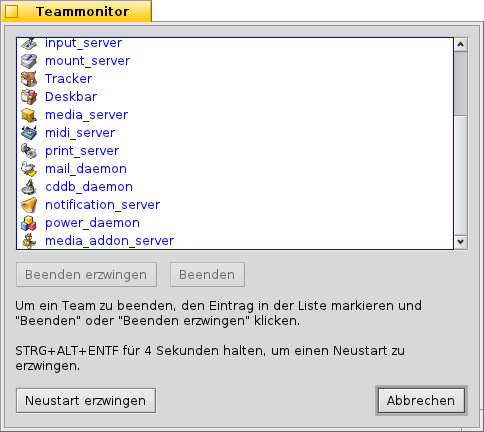 Teammonitor
input_server
mount_server
Tracker
Deskbar
media_server
midi_server
print_server
mail_daemon
cddb_daemon
notification_server
power_daemon
media_addon_server
Beenden erzwingen
Beenden
Um ein Team zu beenden, den Eintrag in der Liste markieren und
"Beenden" oder "Beenden erzwingen" klicken.
STRG+ALT+ENTF für 4 Sekunden halten, um einen Neustart zu
erzwingen.
Neustart erzwingen
Abbrechen